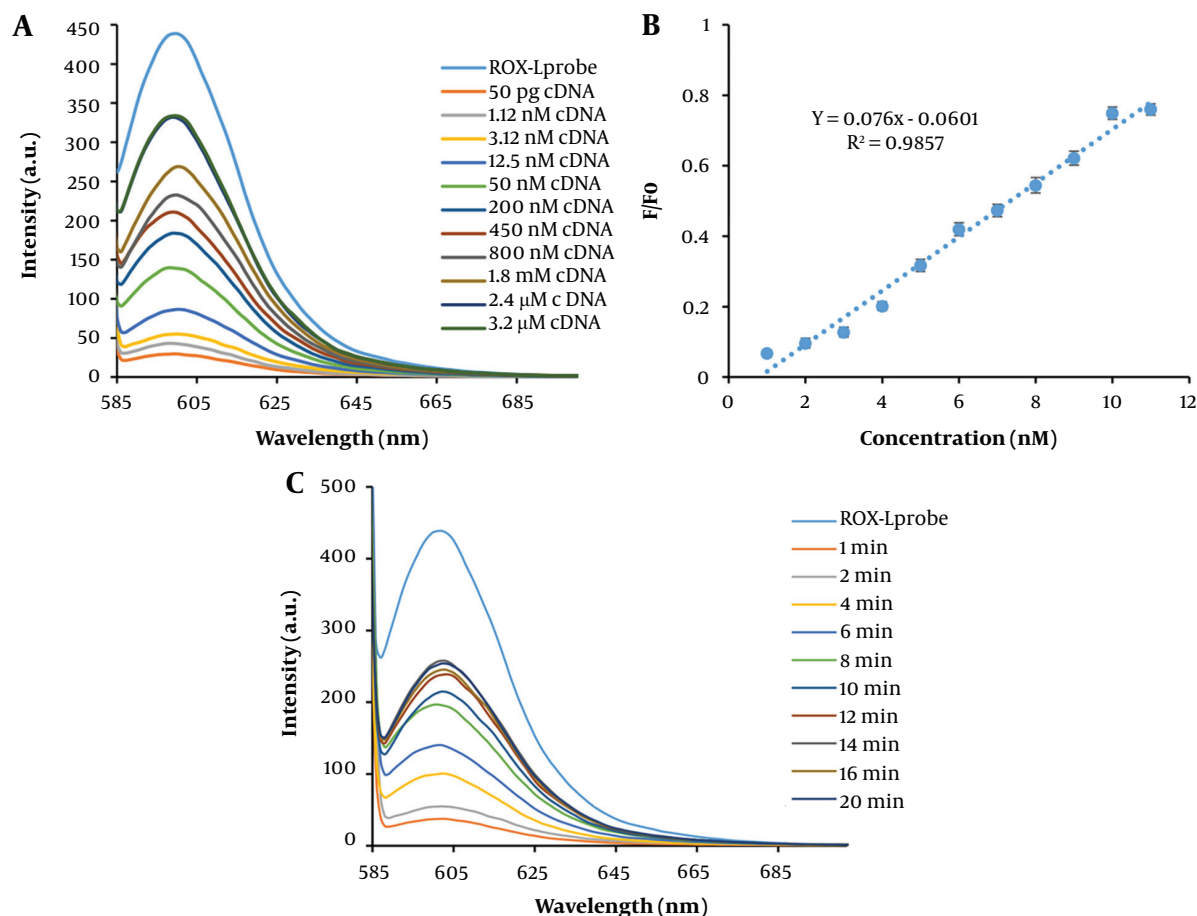 A
450
400
350
300
250
200
150
100
50
0
Intensity (a.u.)
585
605
625
645
665
685
Wavelength (nm)
ROX-Lprobe
50 pg cDNA
1.12 nM cDNA
3.12 nM cDNA
12.5 nM cDNA
50 nM cDNA
200 nM cDNA
450 nM cDNA
800 nM cDNA
1.8 mM cDNA
2.4 μM c DNA
3.2 μM cDNA
B
1
0.8
0.6
0.4
0.2
0
F/F0
Y = 0.076x - 0.0601
R² = 0.9857
0
2
4
6
8
10
12
Concentration (nM)
C
500
400
300
200
100
0
Intensity (a.u.)
585
605
625
645
665
685
Wavelength (nm)
ROX-Lprobe
1 min
2 min
4 min
6 min
8 min
10 min
12 min
14 min
16 min
20 min